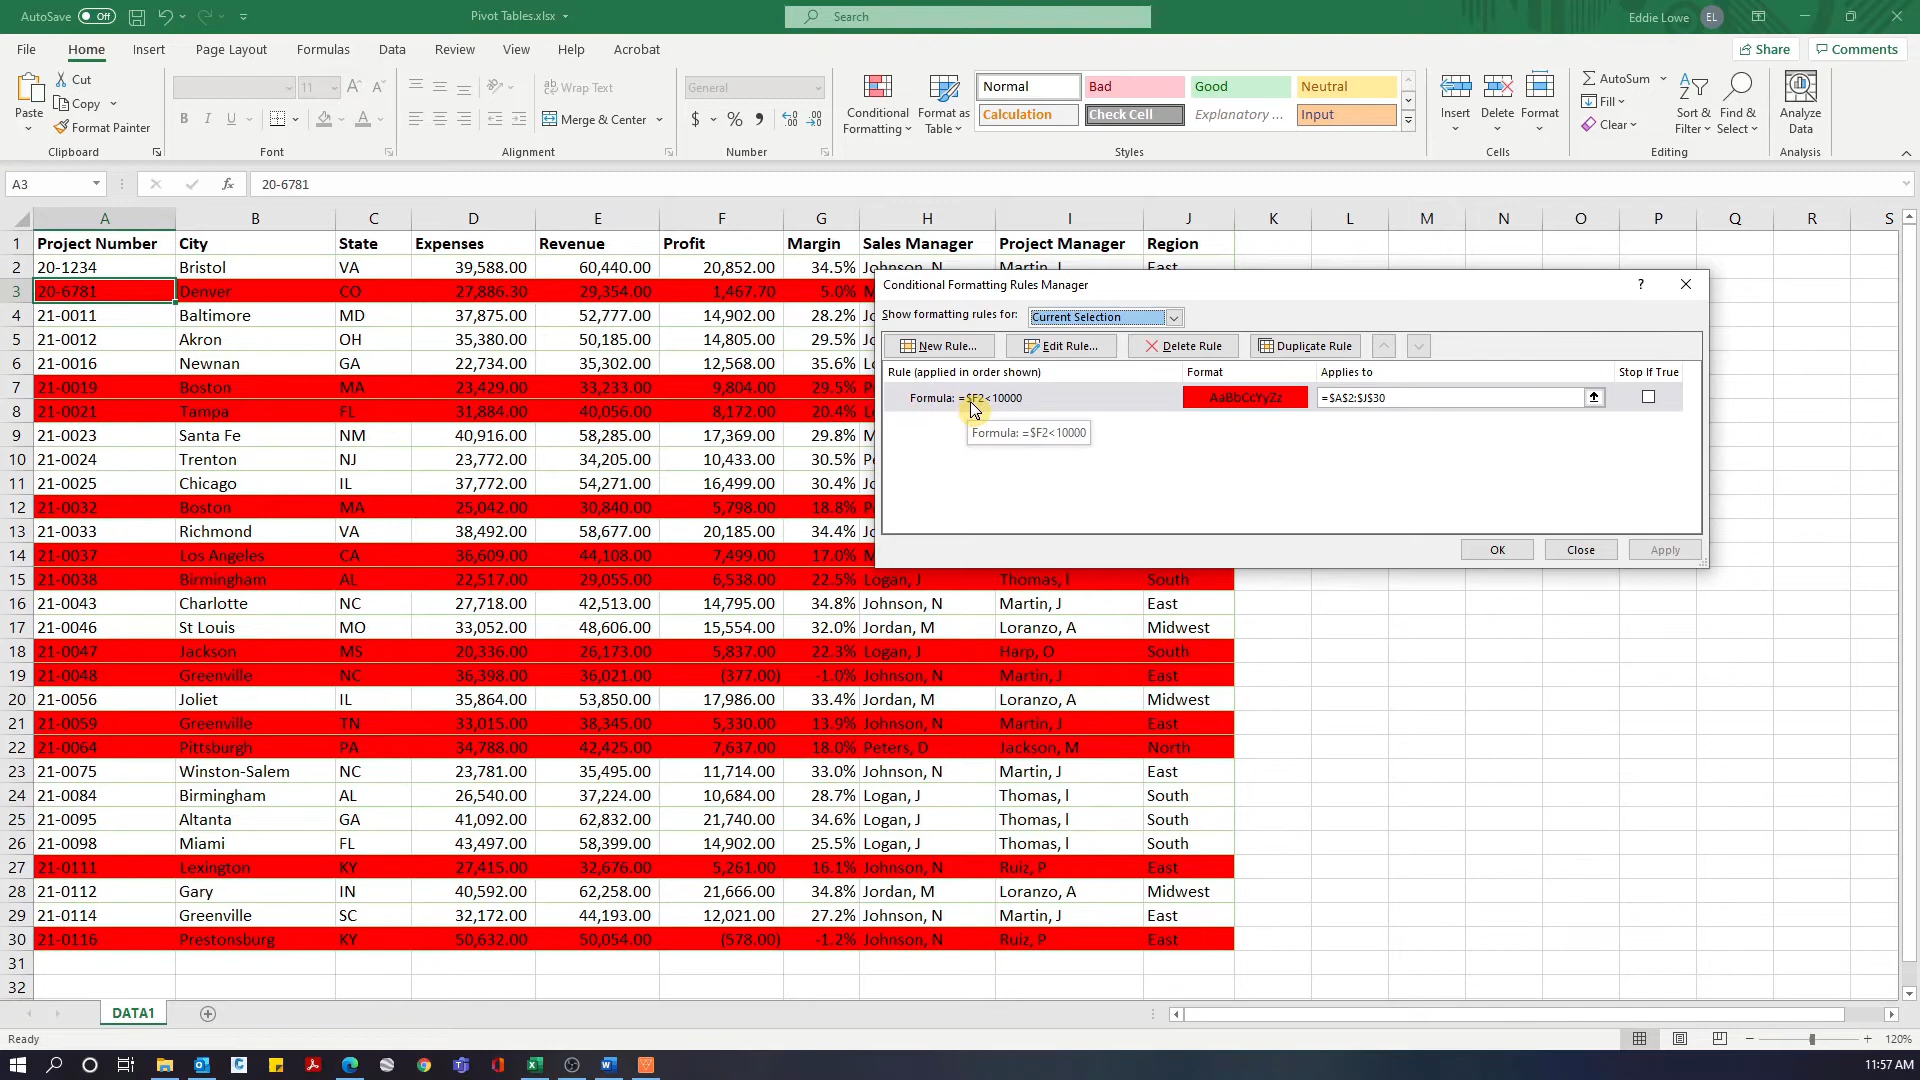 AutoSave Off Pivot Tables.xlsx Search Eddie Lowe EL
File Home Insert Page Layout Formulas Data Review View Help Acrobat Share Comments
Paste Cut Copy Format Painter
11
Wrap Text
Merge & Center
General
Conditional Formatting Format as Table
Normal Bad Good Neutral
Calculation Check Cell Explanatory ... Input
Insert Delete Format
AutoSum Fill Clear
Sort & Filter Find & Select Analyze Data
Clipboard Font Alignment Number Styles Cells Editing Analysis
A3 fx 20-6781
A B C D E F G H I J K L M N O P Q R S
1 Project Number City State Expenses Revenue Profit Margin Sales Manager Project Manager Region
2 20-1234 Bristol VA 39,588.00 60,440.00 20,852.00 34.5% Johnson, N Martin, J East
3 20-6781 Denver CO 27,886.30 29,354.00 1,467.70 5.0%
4 21-0011 Baltimore MD 37,875.00 52,777.00 14,902.00 28.2%
5 21-0012 Akron OH 35,380.00 50,185.00 14,805.00 29.5%
6 21-0016 Newnan GA 22,734.00 35,302.00 12,568.00 35.6%
7 21-0019 Boston MA 23,429.00 33,233.00 9,804.00 29.5%
8 21-0021 Tampa FL 31,884.00 40,056.00 8,172.00 20.4%
9 21-0023 Santa Fe NM 40,916.00 58,285.00 17,369.00 29.8%
10 21-0024 Trenton NJ 23,772.00 34,205.00 10,433.00 30.5%
11 21-0025 Chicago IL 37,772.00 54,271.00 16,499.00 30.4%
12 21-0032 Boston MA 25,042.00 30,840.00 5,798.00 18.8%
13 21-0033 Richmond VA 38,492.00 58,677.00 20,185.00 34.4%
14 21-0037 Los Angeles CA 36,609.00 44,108.00 7,499.00 17.0%
15 21-0038 Birmingham AL 22,517.00 29,055.00 6,538.00 22.5% Logan, J Thomas, l South
16 21-0043 Charlotte NC 27,718.00 42,513.00 14,795.00 34.8% Johnson, N Martin, J East
17 21-0046 St Louis MO 33,052.00 48,606.00 15,554.00 32.0% Jordan, M Loranzo, A Midwest
18 21-0047 Jackson MS 20,336.00 26,173.00 5,837.00 22.3% Logan, J Harp, O South
19 21-0048 Greenville NC 36,398.00 36,021.00 (377.00) -1.0% Johnson, N Martin, J East
20 21-0056 Joliet IL 35,864.00 53,850.00 17,986.00 33.4% Jordan, M Loranzo, A Midwest
21 21-0059 Greenville TN 33,015.00 38,345.00 5,330.00 13.9% Johnson, N Martin, J East
22 21-0064 Pittsburgh PA 34,788.00 42,425.00 7,637.00 18.0% Peters, D Jackson, M North
23 21-0075 Winston-Salem NC 23,781.00 35,495.00 11,714.00 33.0% Johnson, N Martin, J East
24 21-0084 Birmingham AL 26,540.00 37,224.00 10,684.00 28.7% Logan, J Thomas, l South
25 21-0095 Altanta GA 41,092.00 62,832.00 21,740.00 34.6% Logan, J Thomas, l South
26 21-0098 Miami FL 43,497.00 58,399.00 14,902.00 25.5% Logan, J Thomas, l South
27 21-0111 Lexington KY 27,415.00 32,676.00 5,261.00 16.1% Johnson, N Ruiz, P East
28 21-0112 Gary IN 40,592.00 62,258.00 21,666.00 34.8% Jordan, M Loranzo, A Midwest
29 21-0114 Greenville SC 32,172.00 44,193.00 12,021.00 27.2% Johnson, N Martin, J East
30 21-0116 Prestonsburg KY 50,632.00 50,054.00 (578.00) -1.2% Johnson, N Ruiz, P East
31
32
Conditional Formatting Rules Manager ?
Show formatting rules for: Current Selection
New Rule... Edit Rule... Delete Rule Duplicate Rule
Rule (applied in order shown) Format Applies to Stop If True
Formula: =$F2<10000 AaBbCcYyZz =$A$2:$J$30
Formula: =$F2<10000
OK Close Apply
DATA1
Ready 120%
11:57 AM